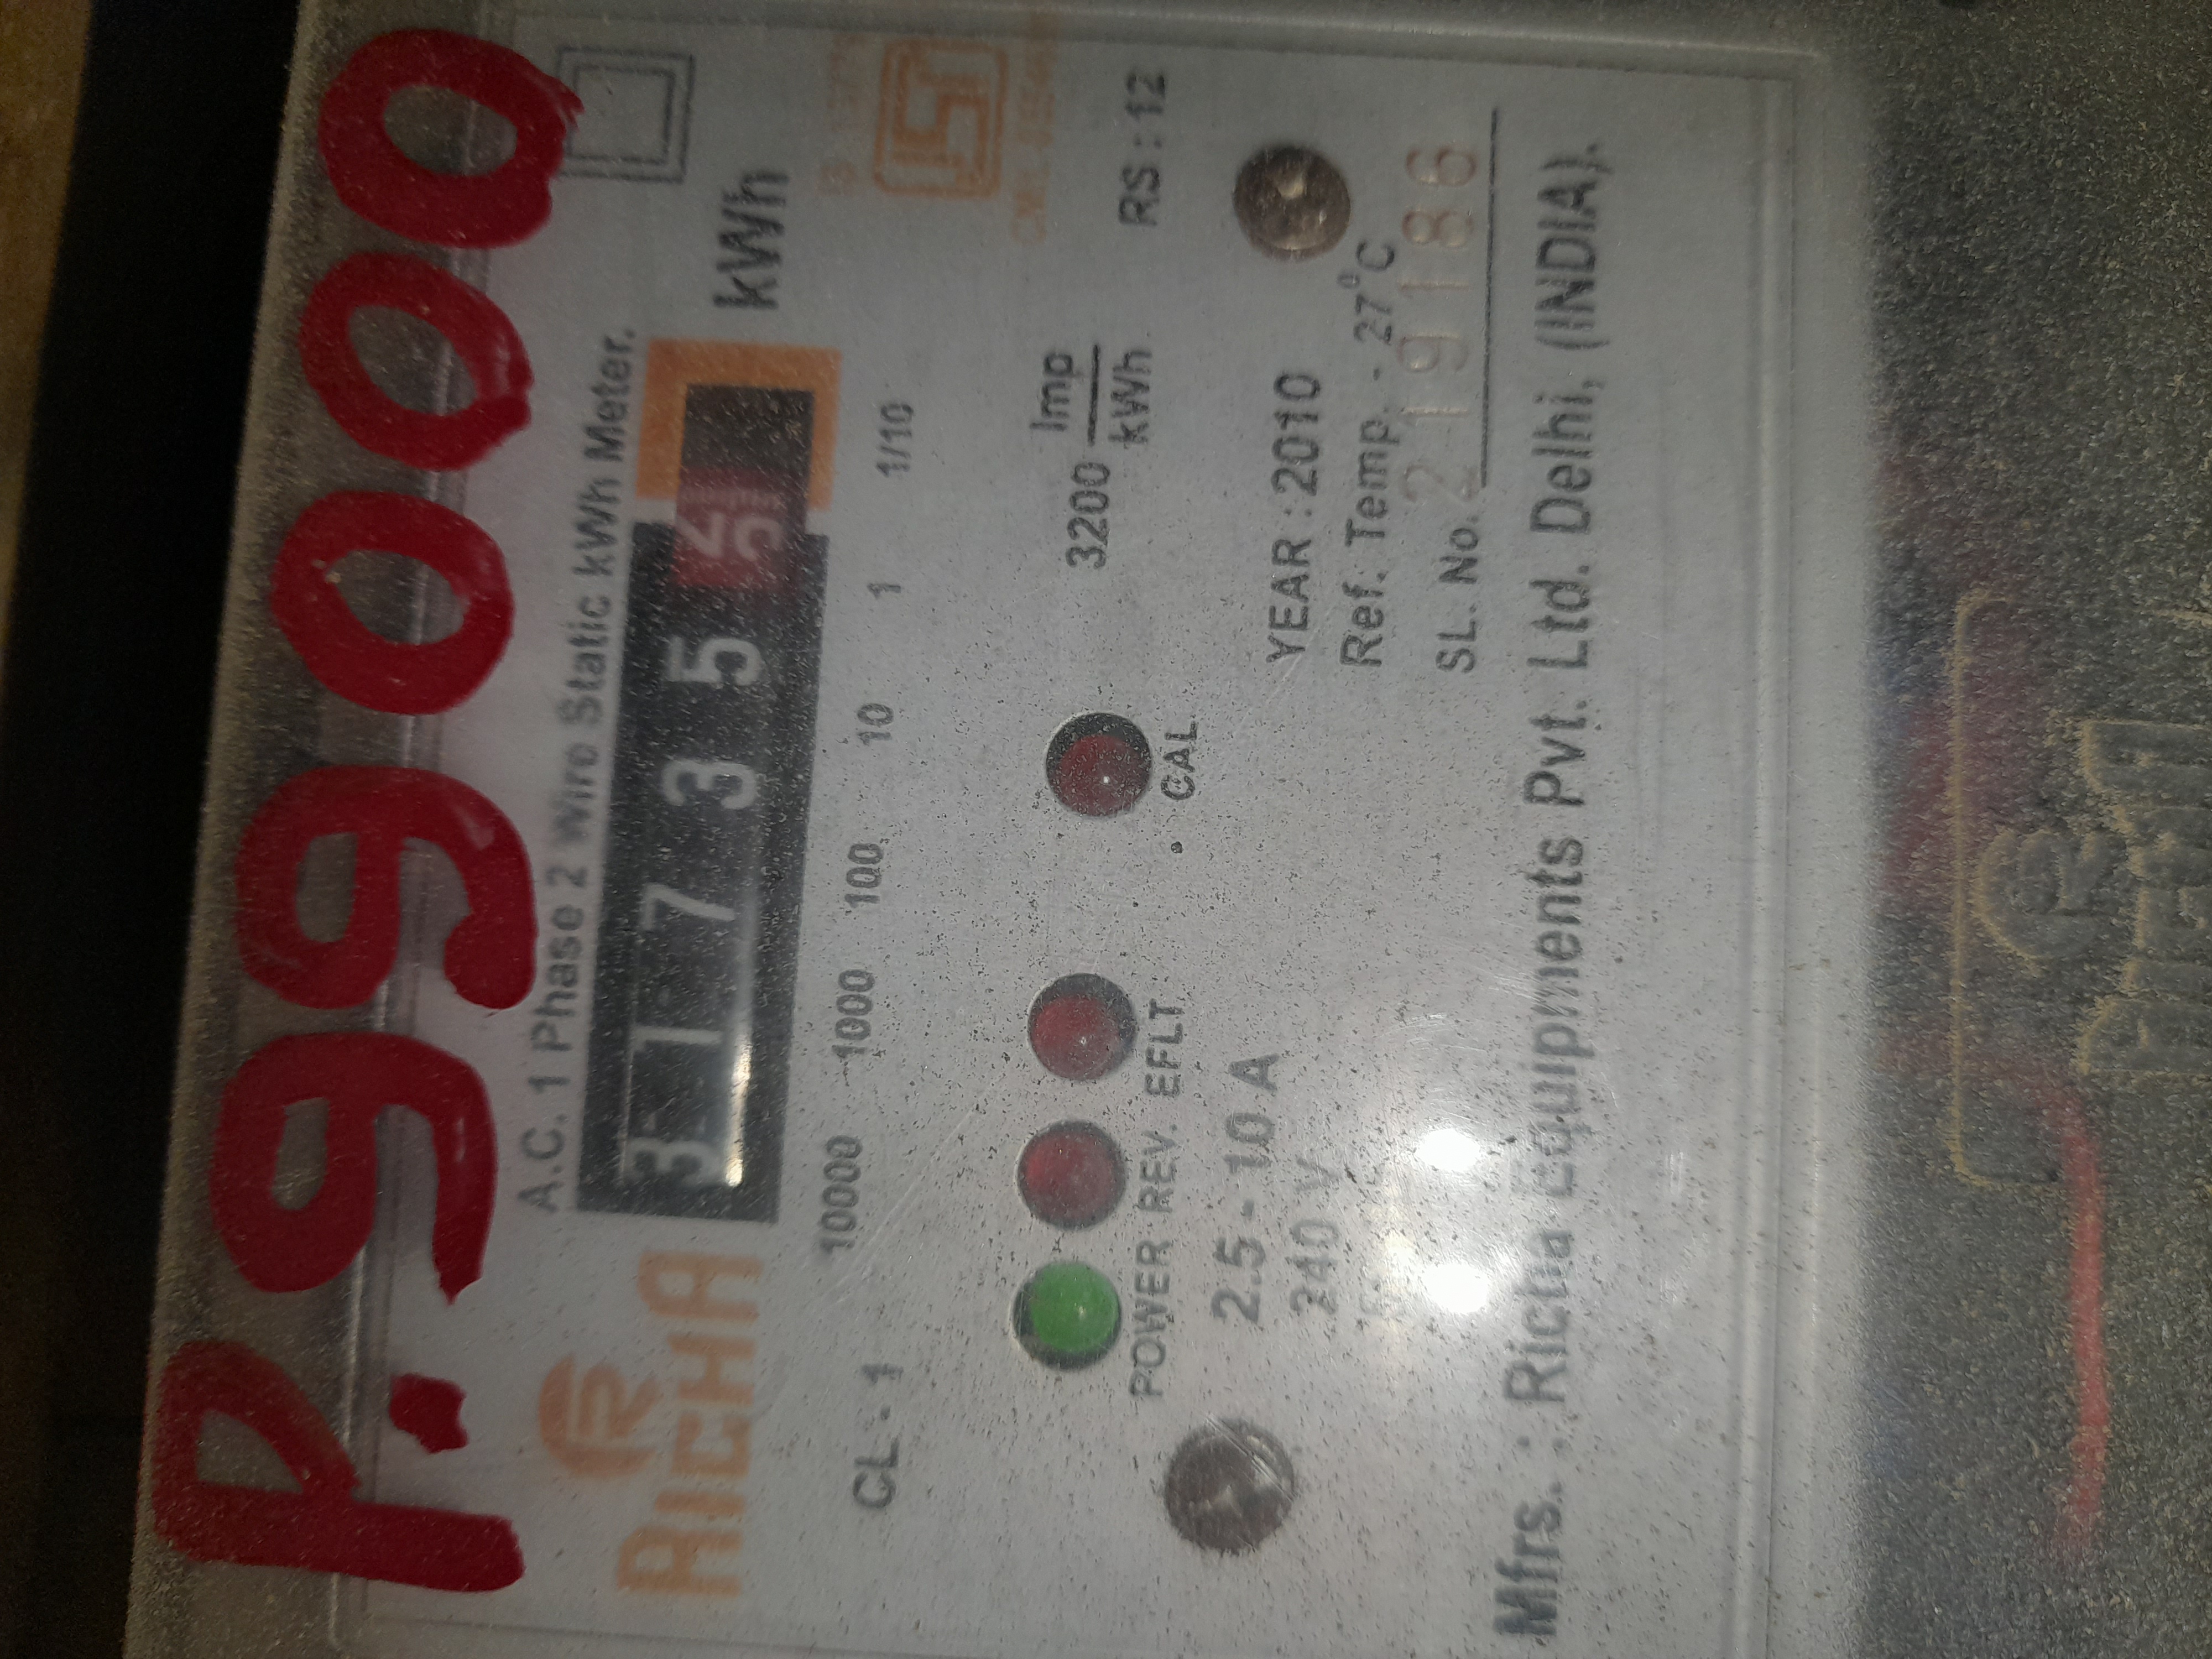 P.99000
A.C. 1 Phase 2 Wire Static kWh Meter.
RICHA
3 1 7 3 5 kWh
10000 1000 100 10 1 1/10
CL - 1
3200 Imp
kWh
RS : 12
POWER REV. EFLT
CAL
2.5 - 10 A
240 V
YEAR : 2010
Ref. Temp. - 27°C
SL. No. 219186
Mfrs. : Richa Equipments Pvt. Ltd. Delhi, (INDIA).